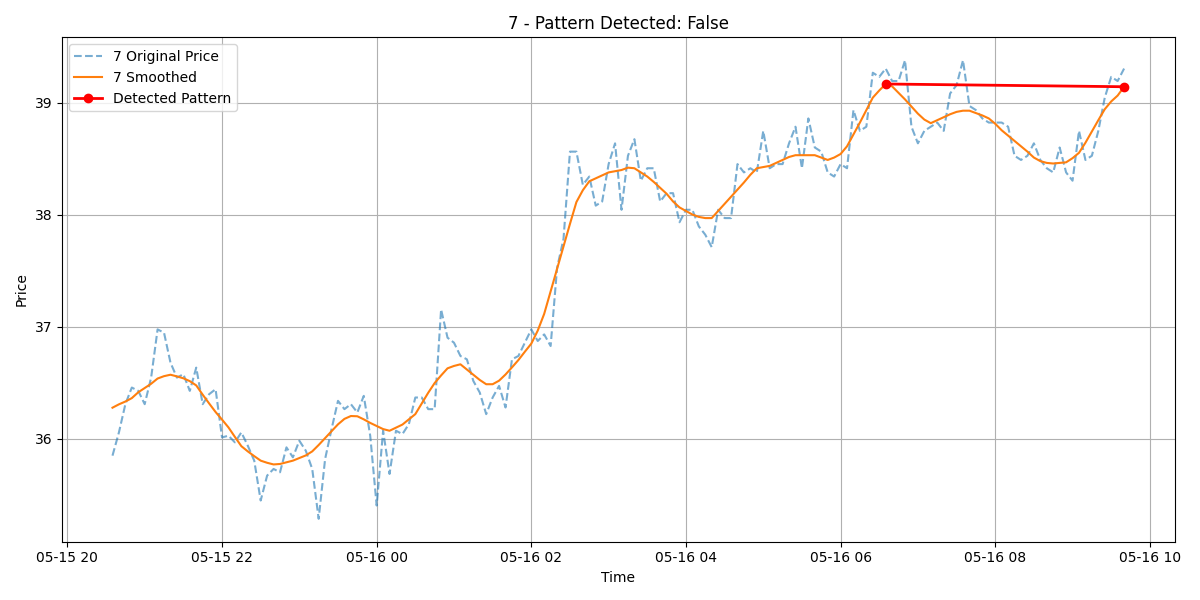 7 - Pattern Detected: False
7 Original Price
7 Smoothed
Detected Pattern
Price
39
38
37
36
05-15 20
05-15 22
05-16 00
05-16 02
05-16 04
05-16 06
05-16 08
05-16 10
Time